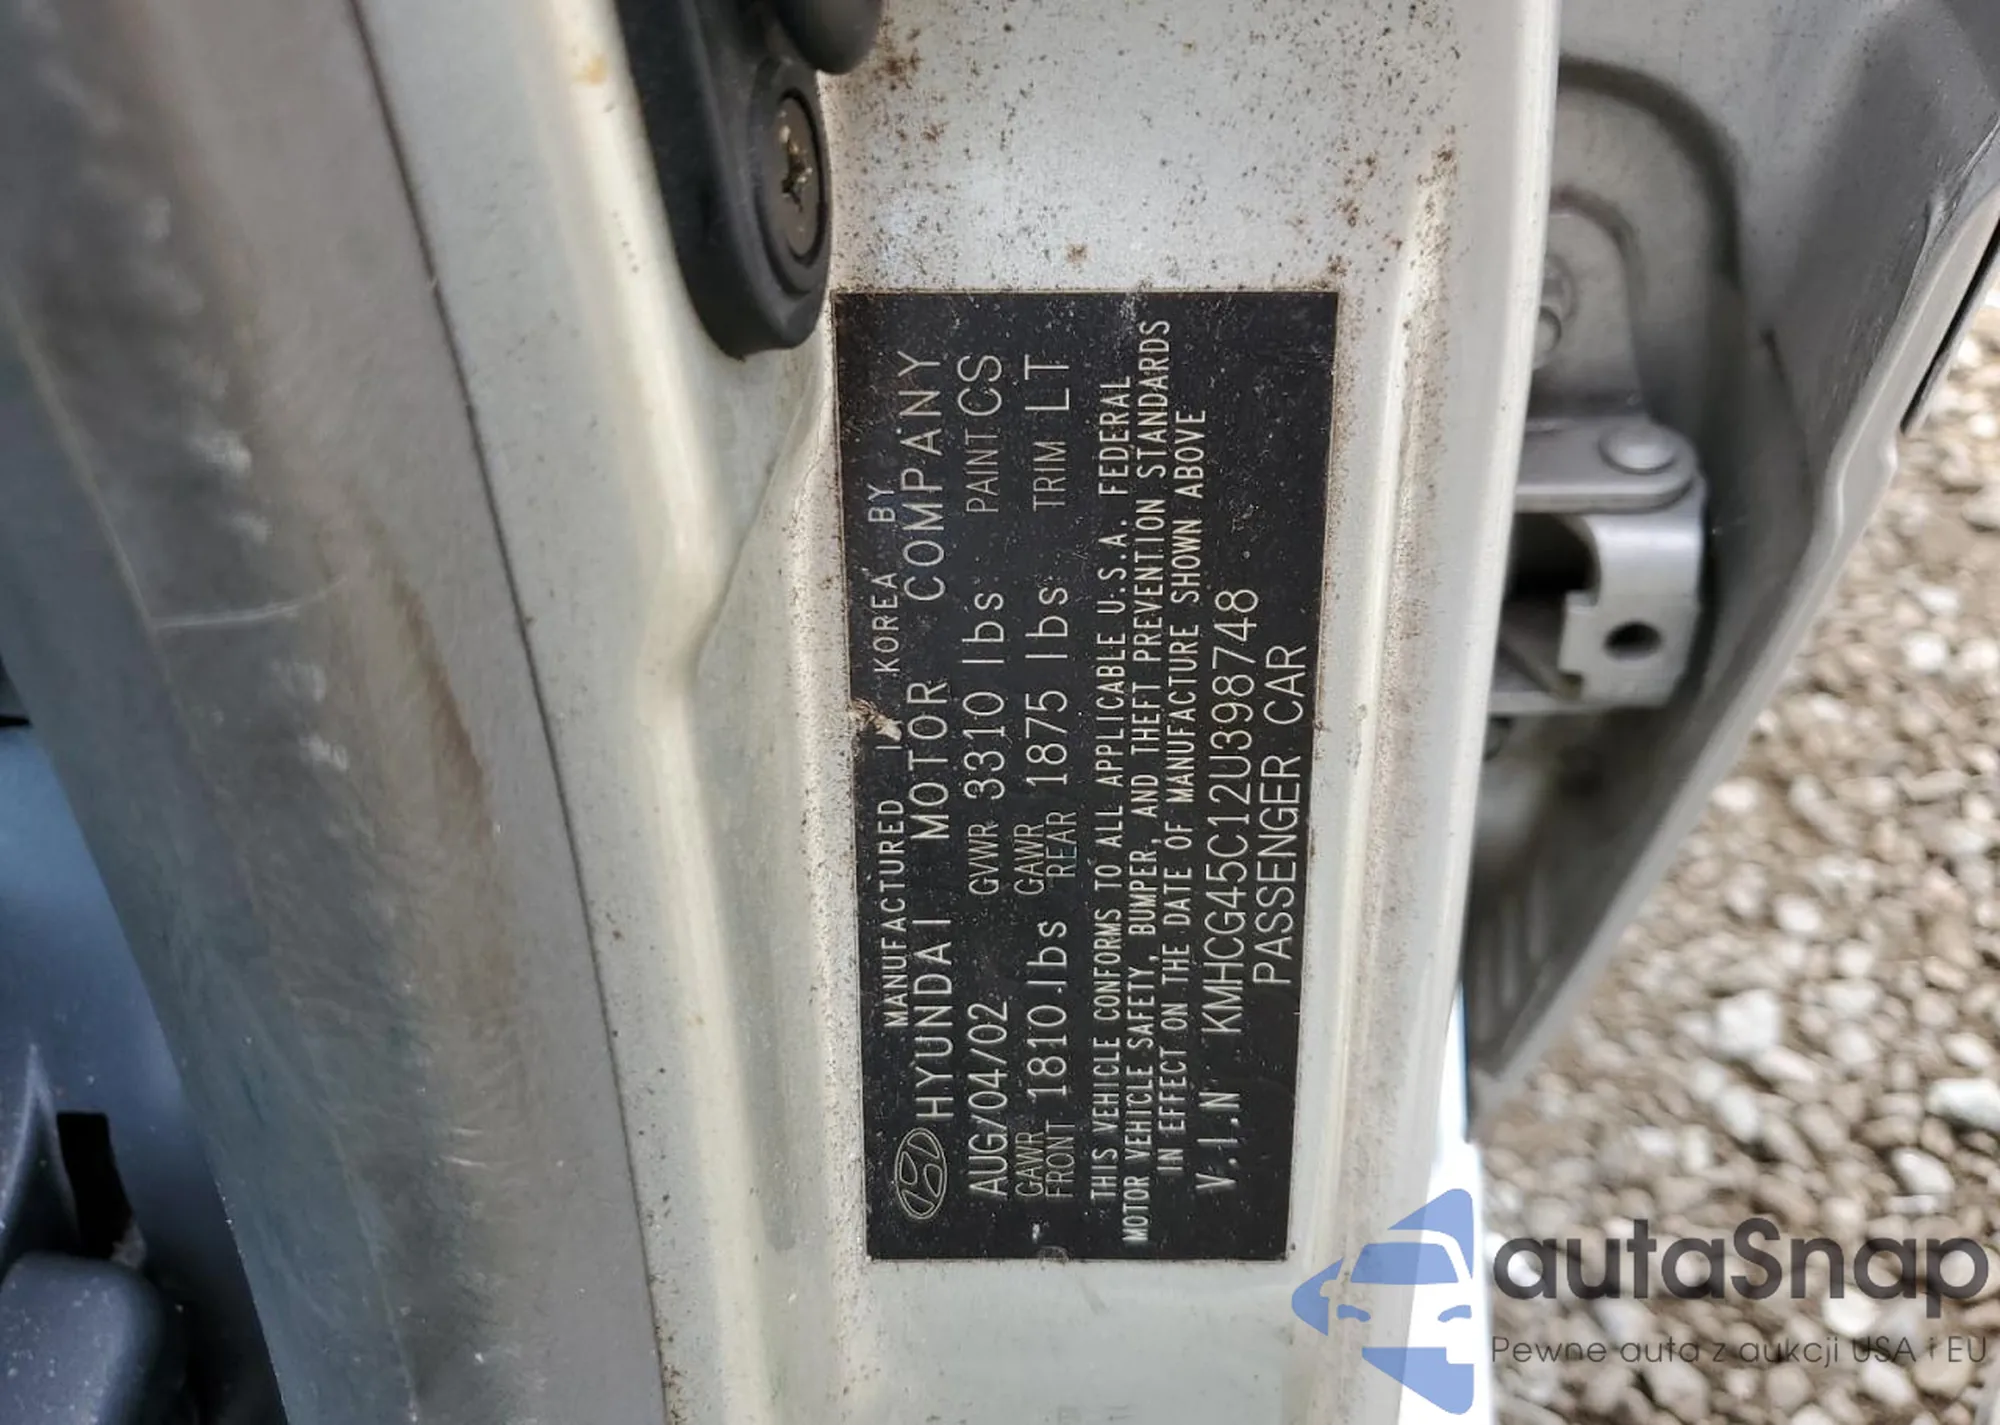 MANUFACTURED IN KOREA BY
HYUNDAI MOTOR COMPANY
AUG/04/02 GVWR 3310 lbs PAINT CS
GAWR FRONT 1810 lbs GAWR REAR 1875 lbs TRIM LT
THIS VEHICLE CONFORMS TO ALL APPLICABLE U.S.A. FEDERAL
MOTOR VEHICLE SAFETY, BUMPER, AND THEFT PREVENTION STANDARDS
IN EFFECT ON THE DATE OF MANUFACTURE SHOWN ABOVE
V.I.N KMHCG45C12U398748
PASSENGER CAR
autaSnap
Pewne auta z aukcji USA i EU